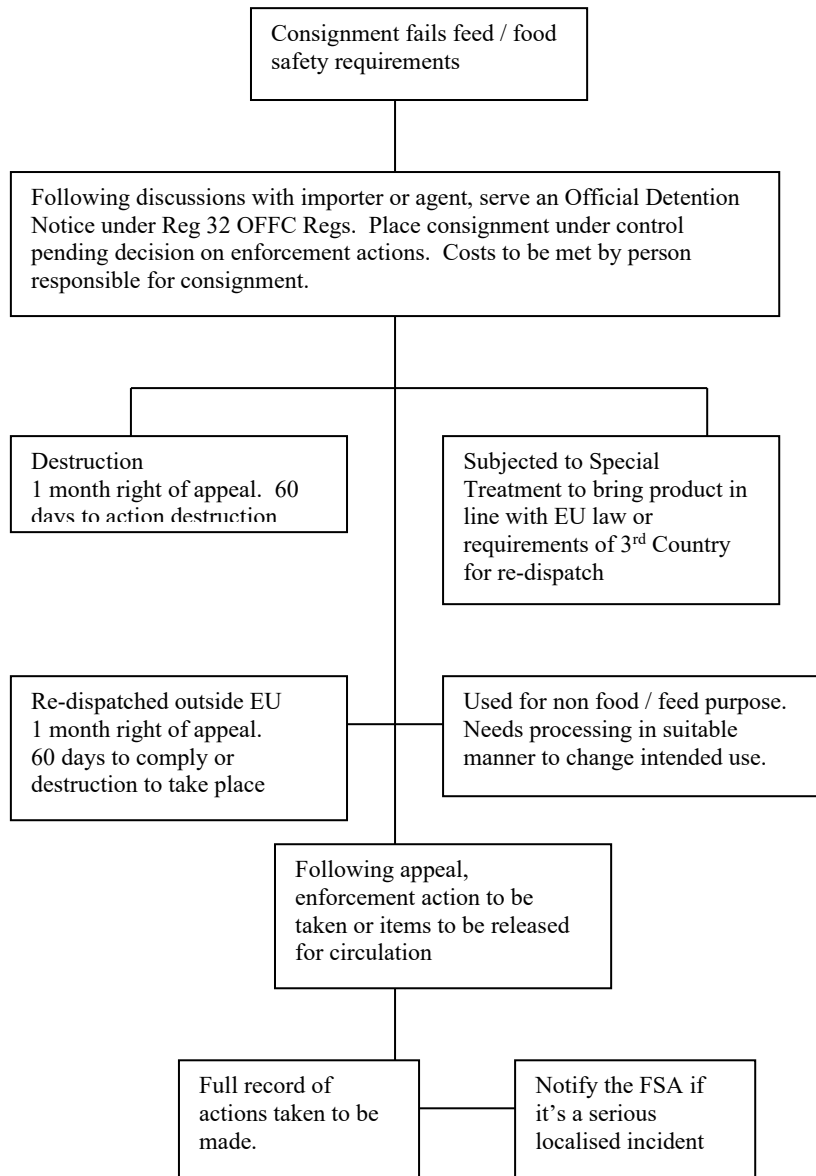 Consignment fails feed / food
safety requirements
Following discussions with importer or agent, serve an Official Detention
Notice under Reg 32 OFFC Regs.  Place consignment under control
pending decision on enforcement actions.  Costs to be met by person
responsible for consignment.
Destruction
1 month right of appeal.  60
days to action destruction
Subjected to Special
Treatment to bring product in
line with EU law or
requirements of 3rd Country
for re-dispatch
Re-dispatched outside EU
1 month right of appeal.
60 days to comply or
destruction to take place
Used for non food / feed purpose.
Needs processing in suitable
manner to change intended use.
Following appeal,
enforcement action to be
taken or items to be released
for circulation
Full record of
actions taken to be
made.
Notify the FSA if
it’s a serious
localised incident